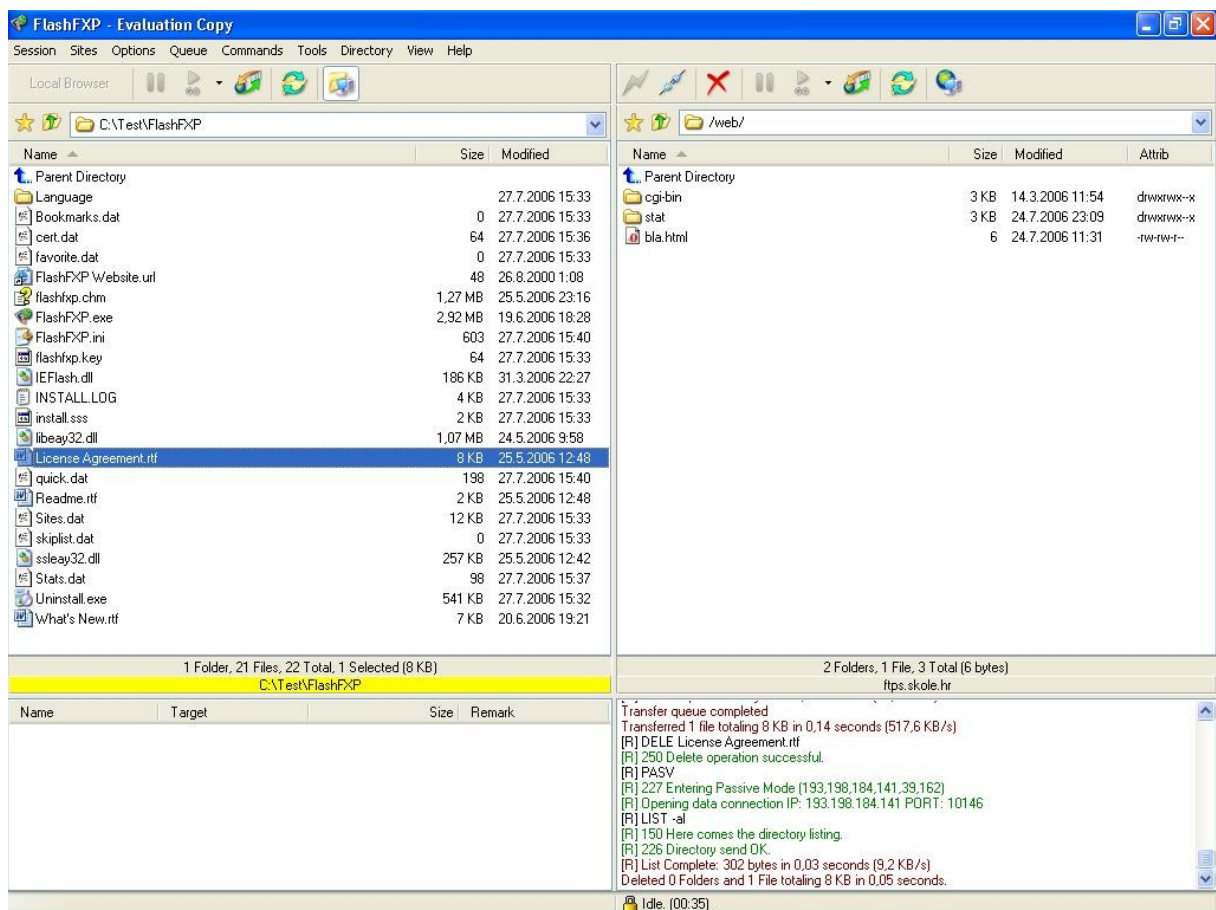 FlashFXP - Evaluation Copy
Session Sites Options Queue Commands Tools Directory View Help
Local Browser
C:\Test\FlashFXP
Name Size Modified
Parent Directory
Language 27.7.2006 15:33
Bookmarks.dat 0 27.7.2006 15:33
cert.dat 64 27.7.2006 15:36
favorite.dat 0 27.7.2006 15:33
FlashFXP Website.url 48 26.8.2000 1:08
flashfxp.chm 1,27 MB 25.5.2006 23:16
FlashFXP.exe 2,92 MB 19.6.2006 18:28
FlashFXP.ini 603 27.7.2006 15:40
flashfxp.key 64 27.7.2006 15:33
IEFlash.dll 186 KB 31.3.2006 22:27
INSTALL.LOG 4 KB 27.7.2006 15:33
install.sss 2 KB 27.7.2006 15:33
libeay32.dll 1,07 MB 24.5.2006 9:58
License Agreement.rtf 8 KB 25.5.2006 12:48
quick.dat 198 27.7.2006 15:40
Readme.rtf 2 KB 25.5.2006 12:48
Sites.dat 12 KB 27.7.2006 15:33
skiplist.dat 0 27.7.2006 15:33
ssleay32.dll 257 KB 25.5.2006 12:42
Stats.dat 98 27.7.2006 15:37
Uninstall.exe 541 KB 27.7.2006 15:32
What's New.rtf 7 KB 20.6.2006 19:21
1 Folder, 21 Files, 22 Total, 1 Selected (8 KB)
C:\Test\FlashFXP
/web/
Name Size Modified Attrib
Parent Directory
cgi-bin 3 KB 14.3.2006 11:54 drwxrwx--x
stat 3 KB 24.7.2006 23:09 drwxrwx--x
bla.html 6 24.7.2006 11:31 -rw-rw-r--
2 Folders, 1 File, 3 Total (6 bytes)
ftps.skole.hr
Name Target Size Remark
Transfer queue completed
Transferred 1 file totaling 8 KB in 0,14 seconds (517,6 KB/s)
[R] DELE License Agreement.rtf
[R] 250 Delete operation successful.
[R] PASV
[R] 227 Entering Passive Mode (193,198,184,141,39,162)
[R] Opening data connection IP: 193.198.184.141 PORT: 10146
[R] LIST -al
[R] 150 Here comes the directory listing.
[R] 226 Directory send OK.
[R] List Complete: 302 bytes in 0,03 seconds (9,2 KB/s)
Deleted 0 Folders and 1 File totaling 8 KB in 0,05 seconds.
Idle. (00:35)